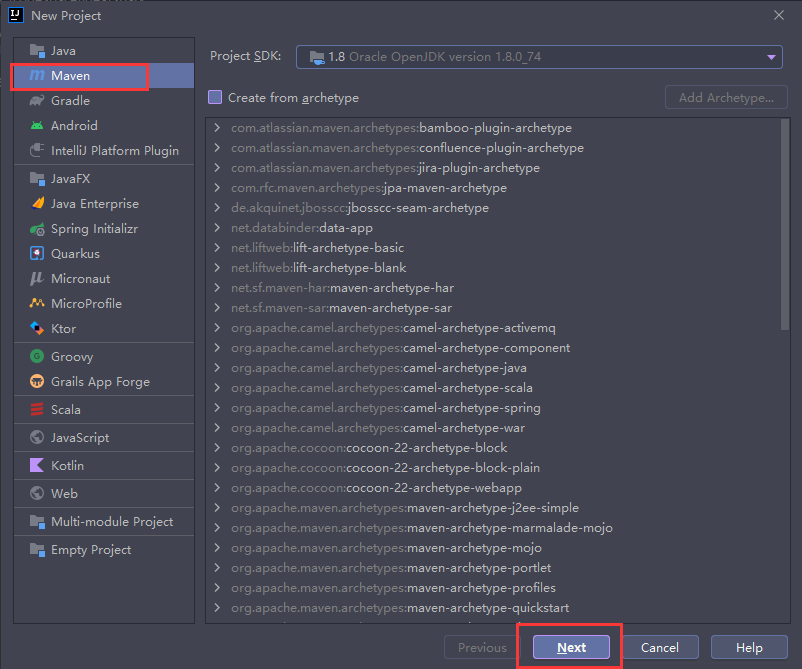 New Project
Java
Maven
Gradle
Android
IntelliJ Platform Plugin
JavaFX
Java Enterprise
Spring Initializr
Quarkus
Micronaut
MicroProfile
Ktor
Groovy
Grails App Forge
Scala
JavaScript
Kotlin
Web
Multi-module Project
Empty Project
Project SDK: 1.8 Oracle OpenJDK version 1.8.0_74
Create from archetype
Add Archetype...
com.atlassian.maven.archetypes:bamboo-plugin-archetype
com.atlassian.maven.archetypes:confluence-plugin-archetype
com.atlassian.maven.archetypes:jira-plugin-archetype
com.rfc.maven.archetypes:jpa-maven-archetype
de.akquinet.jbosscc:jbosscc-seam-archetype
net.databinder:data-app
net.liftweb:lift-archetype-basic
net.liftweb:lift-archetype-blank
net.sf.maven-har:maven-archetype-har
net.sf.maven-sar:maven-archetype-sar
org.apache.camel.archetypes:camel-archetype-activemq
org.apache.camel.archetypes:camel-archetype-component
org.apache.camel.archetypes:camel-archetype-java
org.apache.camel.archetypes:camel-archetype-scala
org.apache.camel.archetypes:camel-archetype-spring
org.apache.camel.archetypes:camel-archetype-war
org.apache.cocoon:cocoon-22-archetype-block
org.apache.cocoon:cocoon-22-archetype-block-plain
org.apache.cocoon:cocoon-22-archetype-webapp
org.apache.maven.archetypes:maven-archetype-j2ee-simple
org.apache.maven.archetypes:maven-archetype-marmalade-mojo
org.apache.maven.archetypes:maven-archetype-mojo
org.apache.maven.archetypes:maven-archetype-portlet
org.apache.maven.archetypes:maven-archetype-profiles
org.apache.maven.archetypes:maven-archetype-quickstart
Previous
Next
Cancel
Help